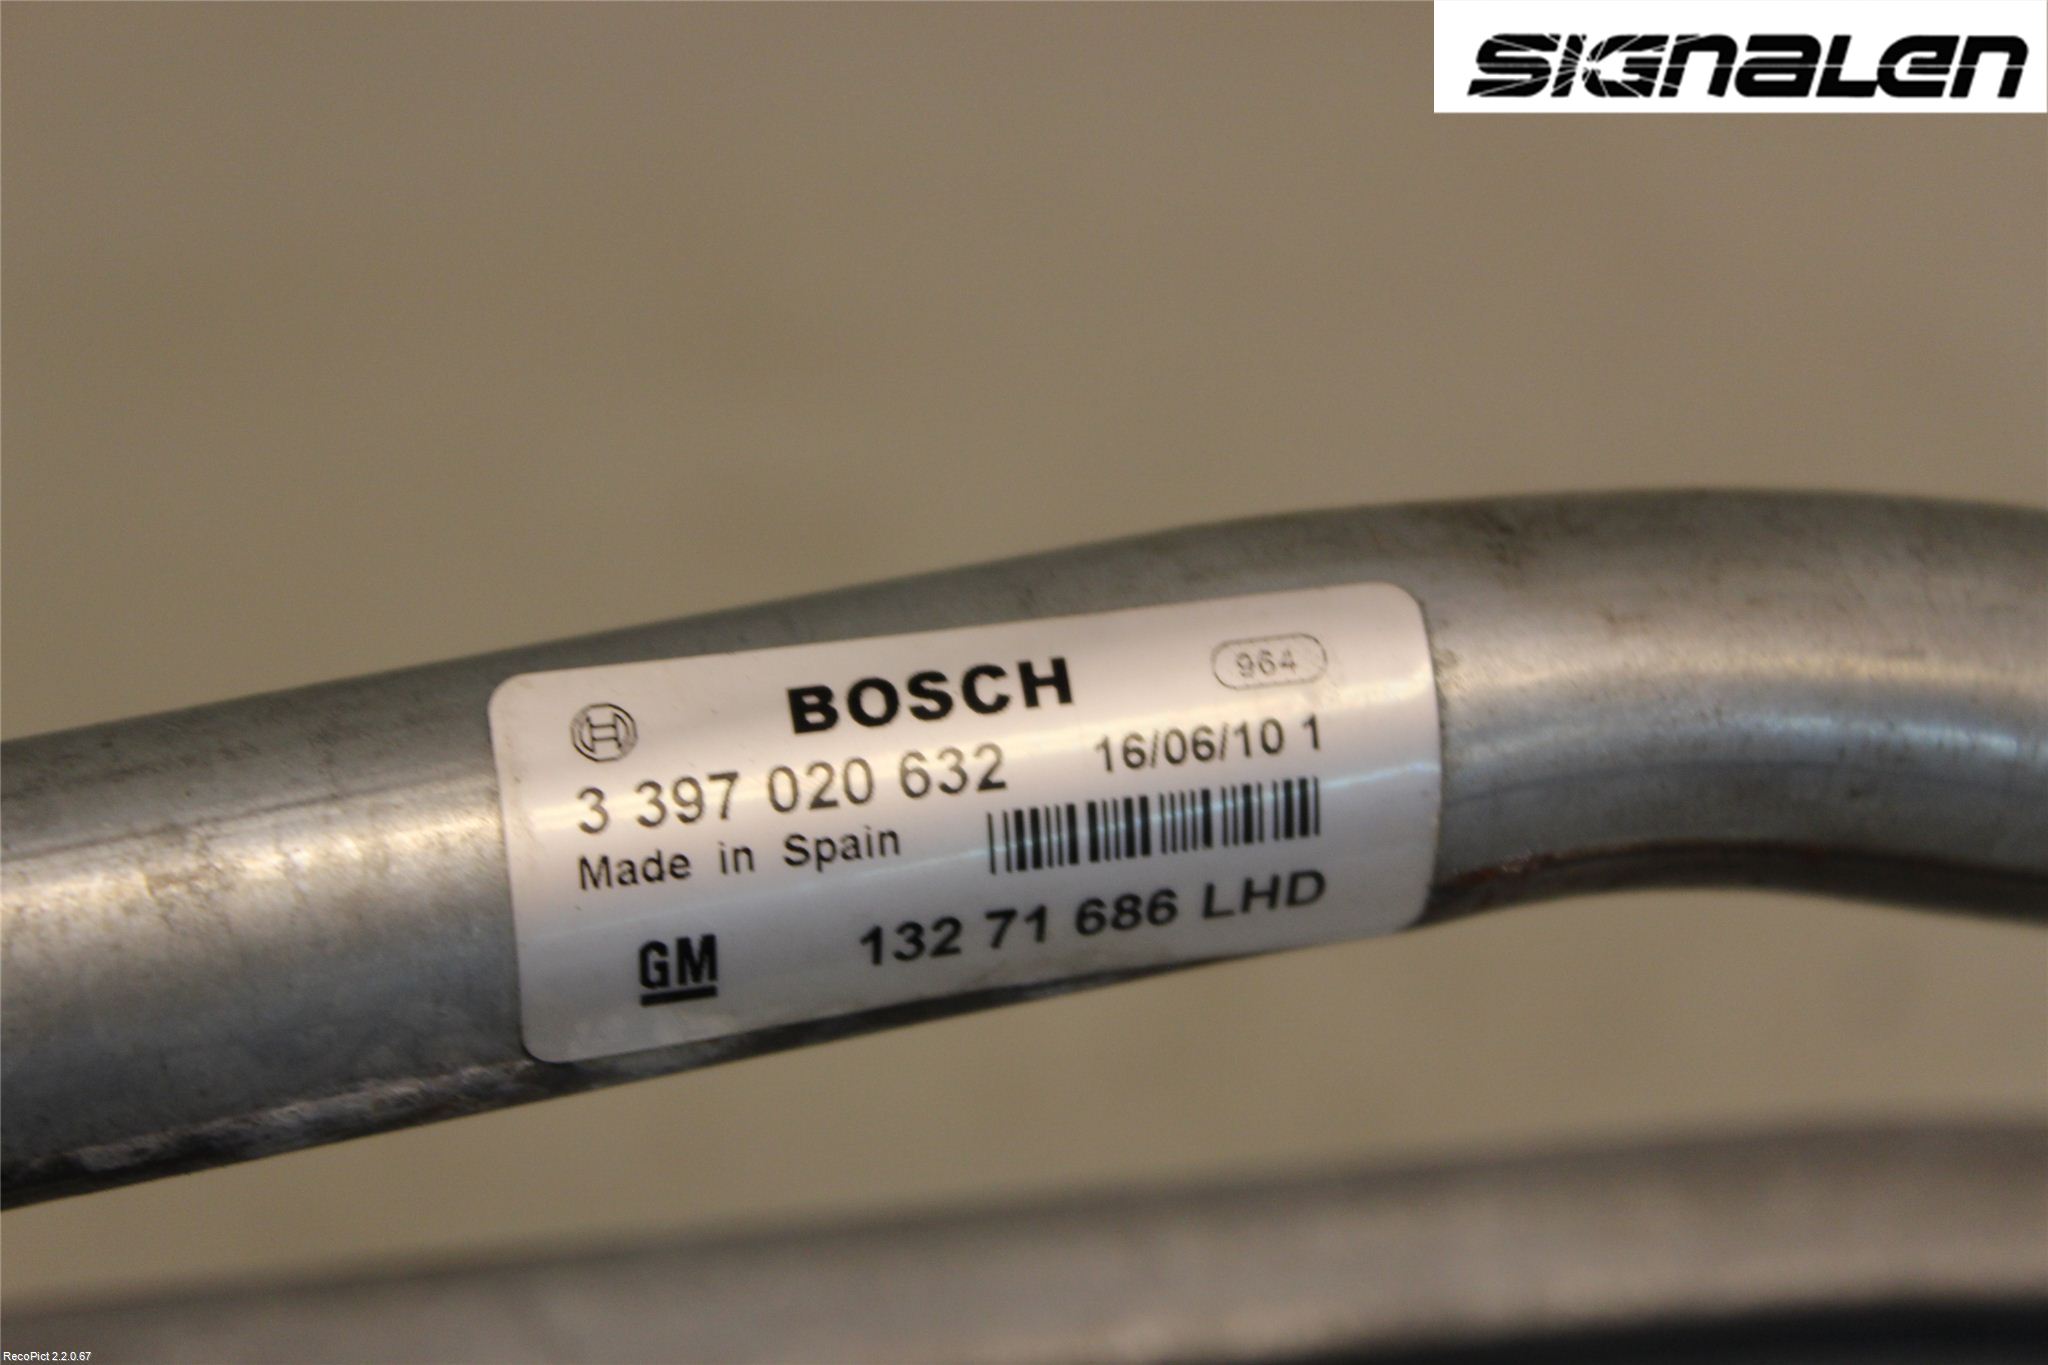 SIGNALEN
BOSCH 964
3 397 020 632 16/06/10 1
Made in Spain
GM 132 71 686 LHD
RecoPict 2.2.0.67